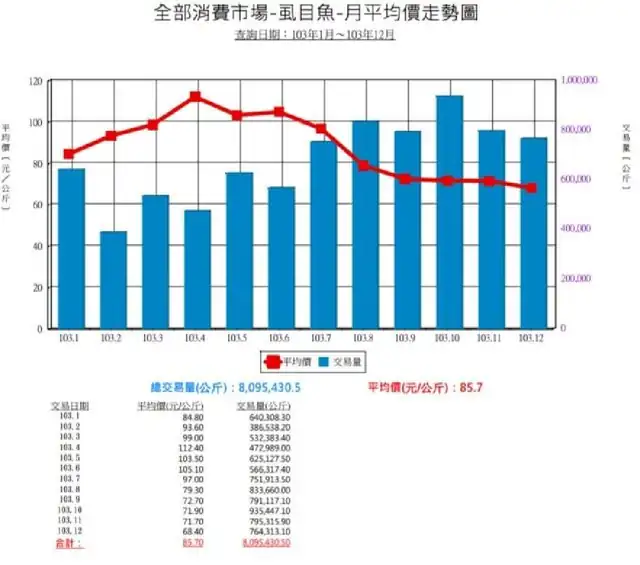 全部消費市場-虱目魚-月平均價走勢圖
查詢日期：103年1月～103年12月
平均價(元/公斤)
120
100
80
60
40
20
0
1,000,000
800,000
600,000
400,000
200,000
0
交易量(公斤)
103.1 103.2 103.3 103.4 103.5 103.6 103.7 103.8 103.9 103.10 103.11 103.12
平均價 交易量
總交易量(公斤)：8,095,430.5 平均價(元/公斤)：85.7
交易日期 平均價(元/公斤) 交易量(公斤)
103.1 84.80 640,308.30
103.2 93.60 386,538.20
103.3 99.00 532,383.40
103.4 112.40 472,989.00
103.5 103.50 625,127.50
103.6 105.10 566,317.40
103.7 97.00 751,913.50
103.8 79.30 833,660.00
103.9 72.70 791,117.10
103.10 71.90 935,447.10
103.11 71.70 795,315.90
103.12 68.40 764,313.10
合計： 85.70 8,095,430.50